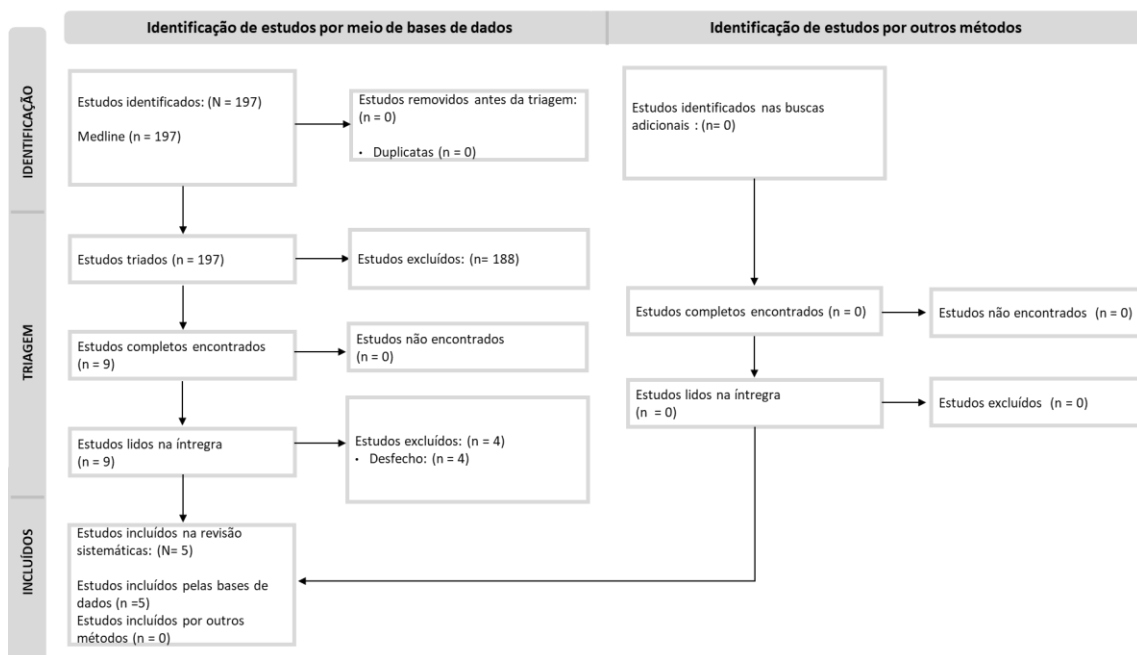 Identificação de estudos por meio de bases de dados
Identificação de estudos por outros métodos
IDENTIFICAÇÃO
Estudos identificados: (N = 197)
Medline (n = 197)
Estudos removidos antes da triagem:
(n = 0)
• Duplicatas (n = 0)
Estudos identificados nas buscas
adicionais : (n= 0)
TRIAGEM
Estudos triados (n = 197)
Estudos excluídos: (n= 188)
Estudos completos encontrados
(n = 9)
Estudos não encontrados
(n = 0)
Estudos completos encontrados (n = 0)
Estudos não encontrados (n = 0)
Estudos lidos na íntegra
(n = 9)
Estudos excluídos: (n = 4)
• Desfecho: (n = 4)
Estudos lidos na íntegra
(n = 0)
Estudos excluídos (n = 0)
INCLUÍDOS
Estudos incluídos na revisão
sistemáticas: (N= 5)
Estudos incluídos pelas bases de
dados (n =5)
Estudos incluídos por outros
métodos (n = 0)